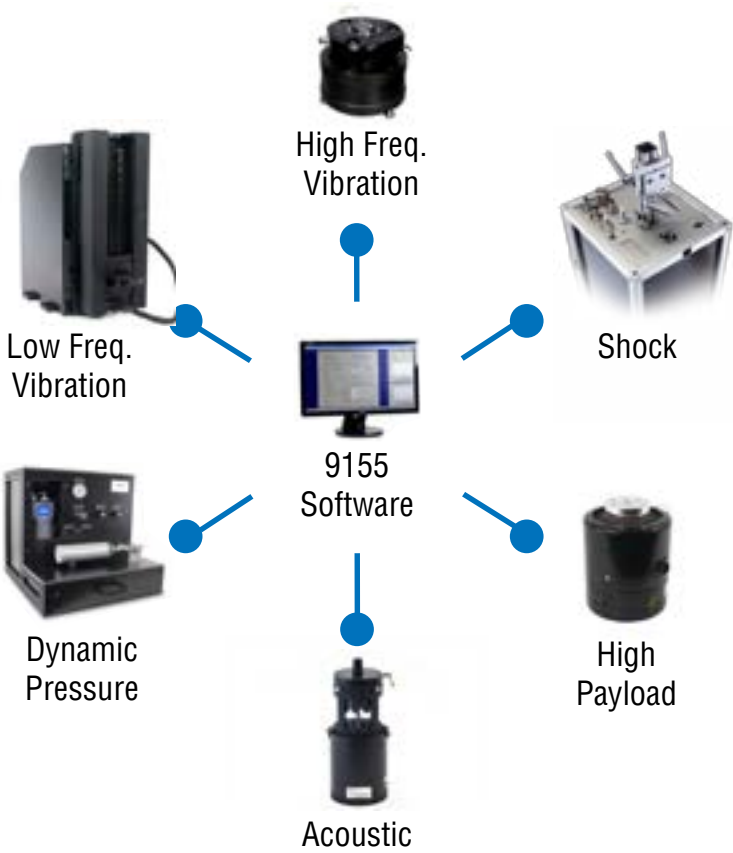 High Freq.
Vibration
Low Freq.
Vibration
Shock
9155
Software
Dynamic
Pressure
High
Payload
Acoustic